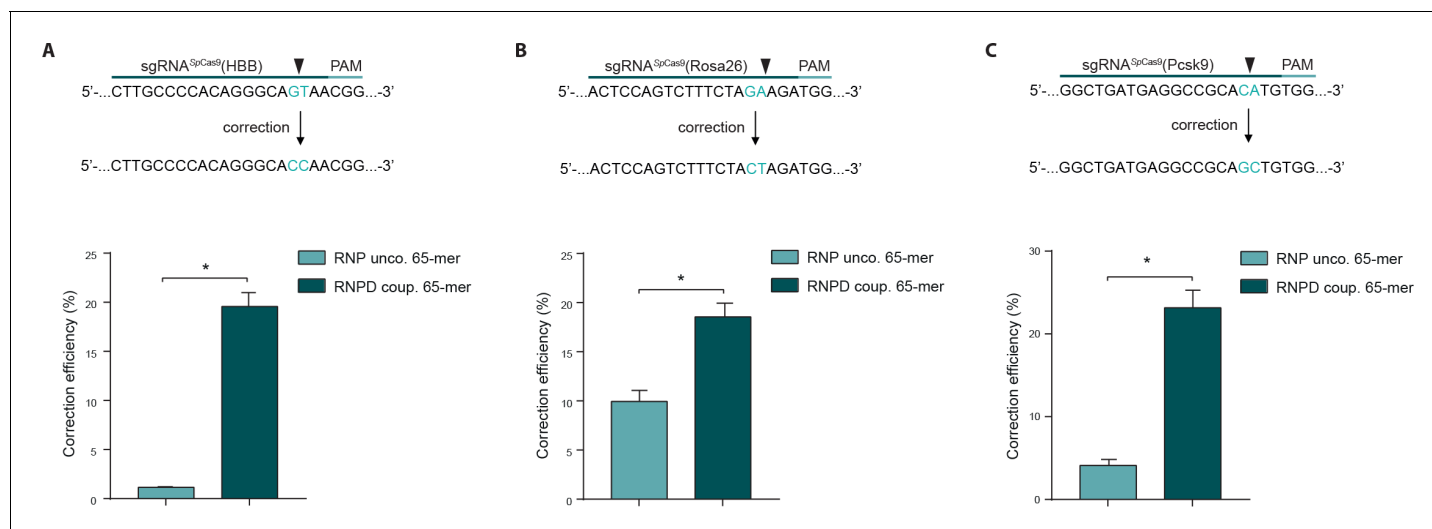 A
sgRNA^SpCas9(HBB) PAM
5'-...CTTGCCCCACAGGGCAGTAACGG...-3'
correction
5'-...CTTGCCCCACAGGGCACCAACGG...-3'
25
20
15
10
5
0
Correction efficiency (%)
*
RNP unco. 65-mer
RNPD coup. 65-mer
B
sgRNA^SpCas9(Rosa26) PAM
5'-...ACTCCAGTCTTTCTAGAAGATGG...-3'
correction
5'-...ACTCCAGTCTTTCTACTAGATGG...-3'
25
20
15
10
5
0
Correction efficiency (%)
*
RNP unco. 65-mer
RNPD coup. 65-mer
C
sgRNA^SpCas9(Pcsk9) PAM
5'-...GGCTGATGAGGCCGCACATGTGG...-3'
correction
5'-...GGCTGATGAGGCCGCAGCTGTGG...-3'
30
20
10
0
Correction efficiency (%)
*
RNP unco. 65-mer
RNPD coup. 65-mer